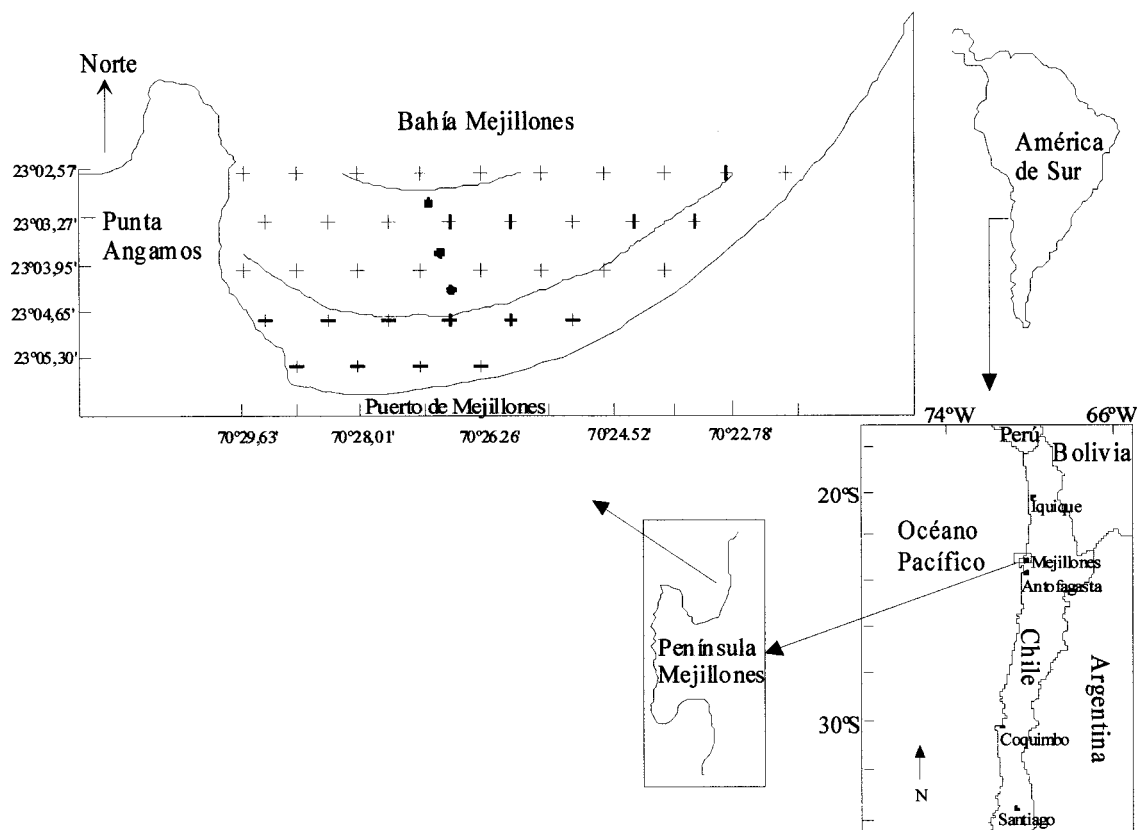 Norte
Bahía Mejillones
América
de Sur
23°02,57'
Punta
Angamos
23°03,27'
23°03,95'
23°04,65'
23°05,30'
Puerto de Mejillones
70°29,63'
70°28,01'
70°26.26'
70°24.52'
70°22.78'
74°W
66°W
Perú
Bolivia
20°S
Iquique
Océano
Pacífico
Mejillones
Antofagasta
Península
Mejillones
Chile
Argentina
30°S
Coquimbo
N
Santiago